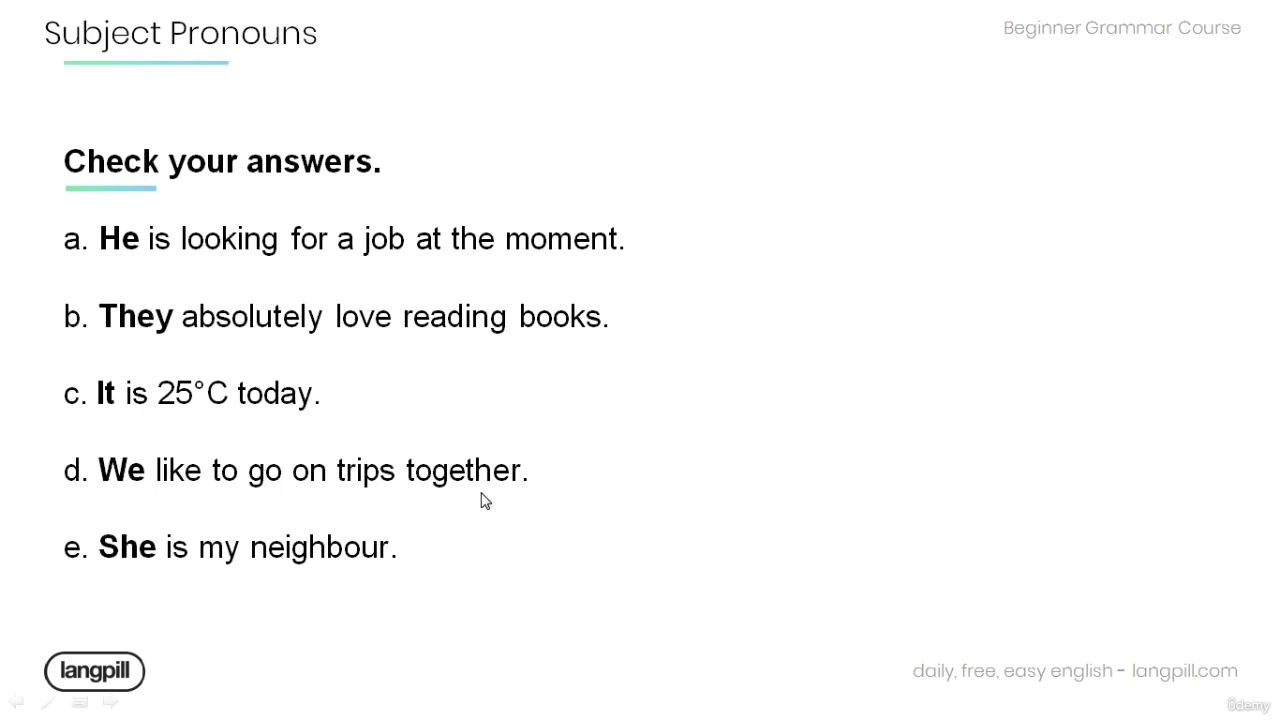 Subject Pronouns
Beginner Grammar Course
Check your answers.
a. He is looking for a job at the moment.
b. They absolutely love reading books.
c. It is 25°C today.
d. We like to go on trips together.
e. She is my neighbour.
langpill
daily, free, easy english - langpill.com
ûdemy